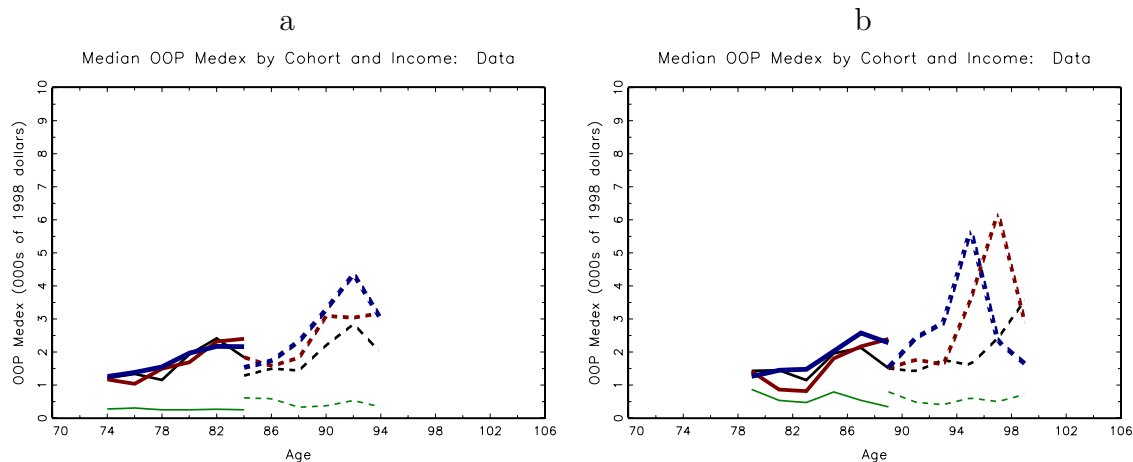 a
Median OOP Medex by Cohort and Income: Data
OOP Medex (000s of 1998 dollars)
10
9
8
7
6
5
4
3
2
1
0
70 74 78 82 86 90 94 98 102 106
Age
b
Median OOP Medex by Cohort and Income: Data
OOP Medex (000s of 1998 dollars)
10
9
8
7
6
5
4
3
2
1
0
70 74 78 82 86 90 94 98 102 106
Age